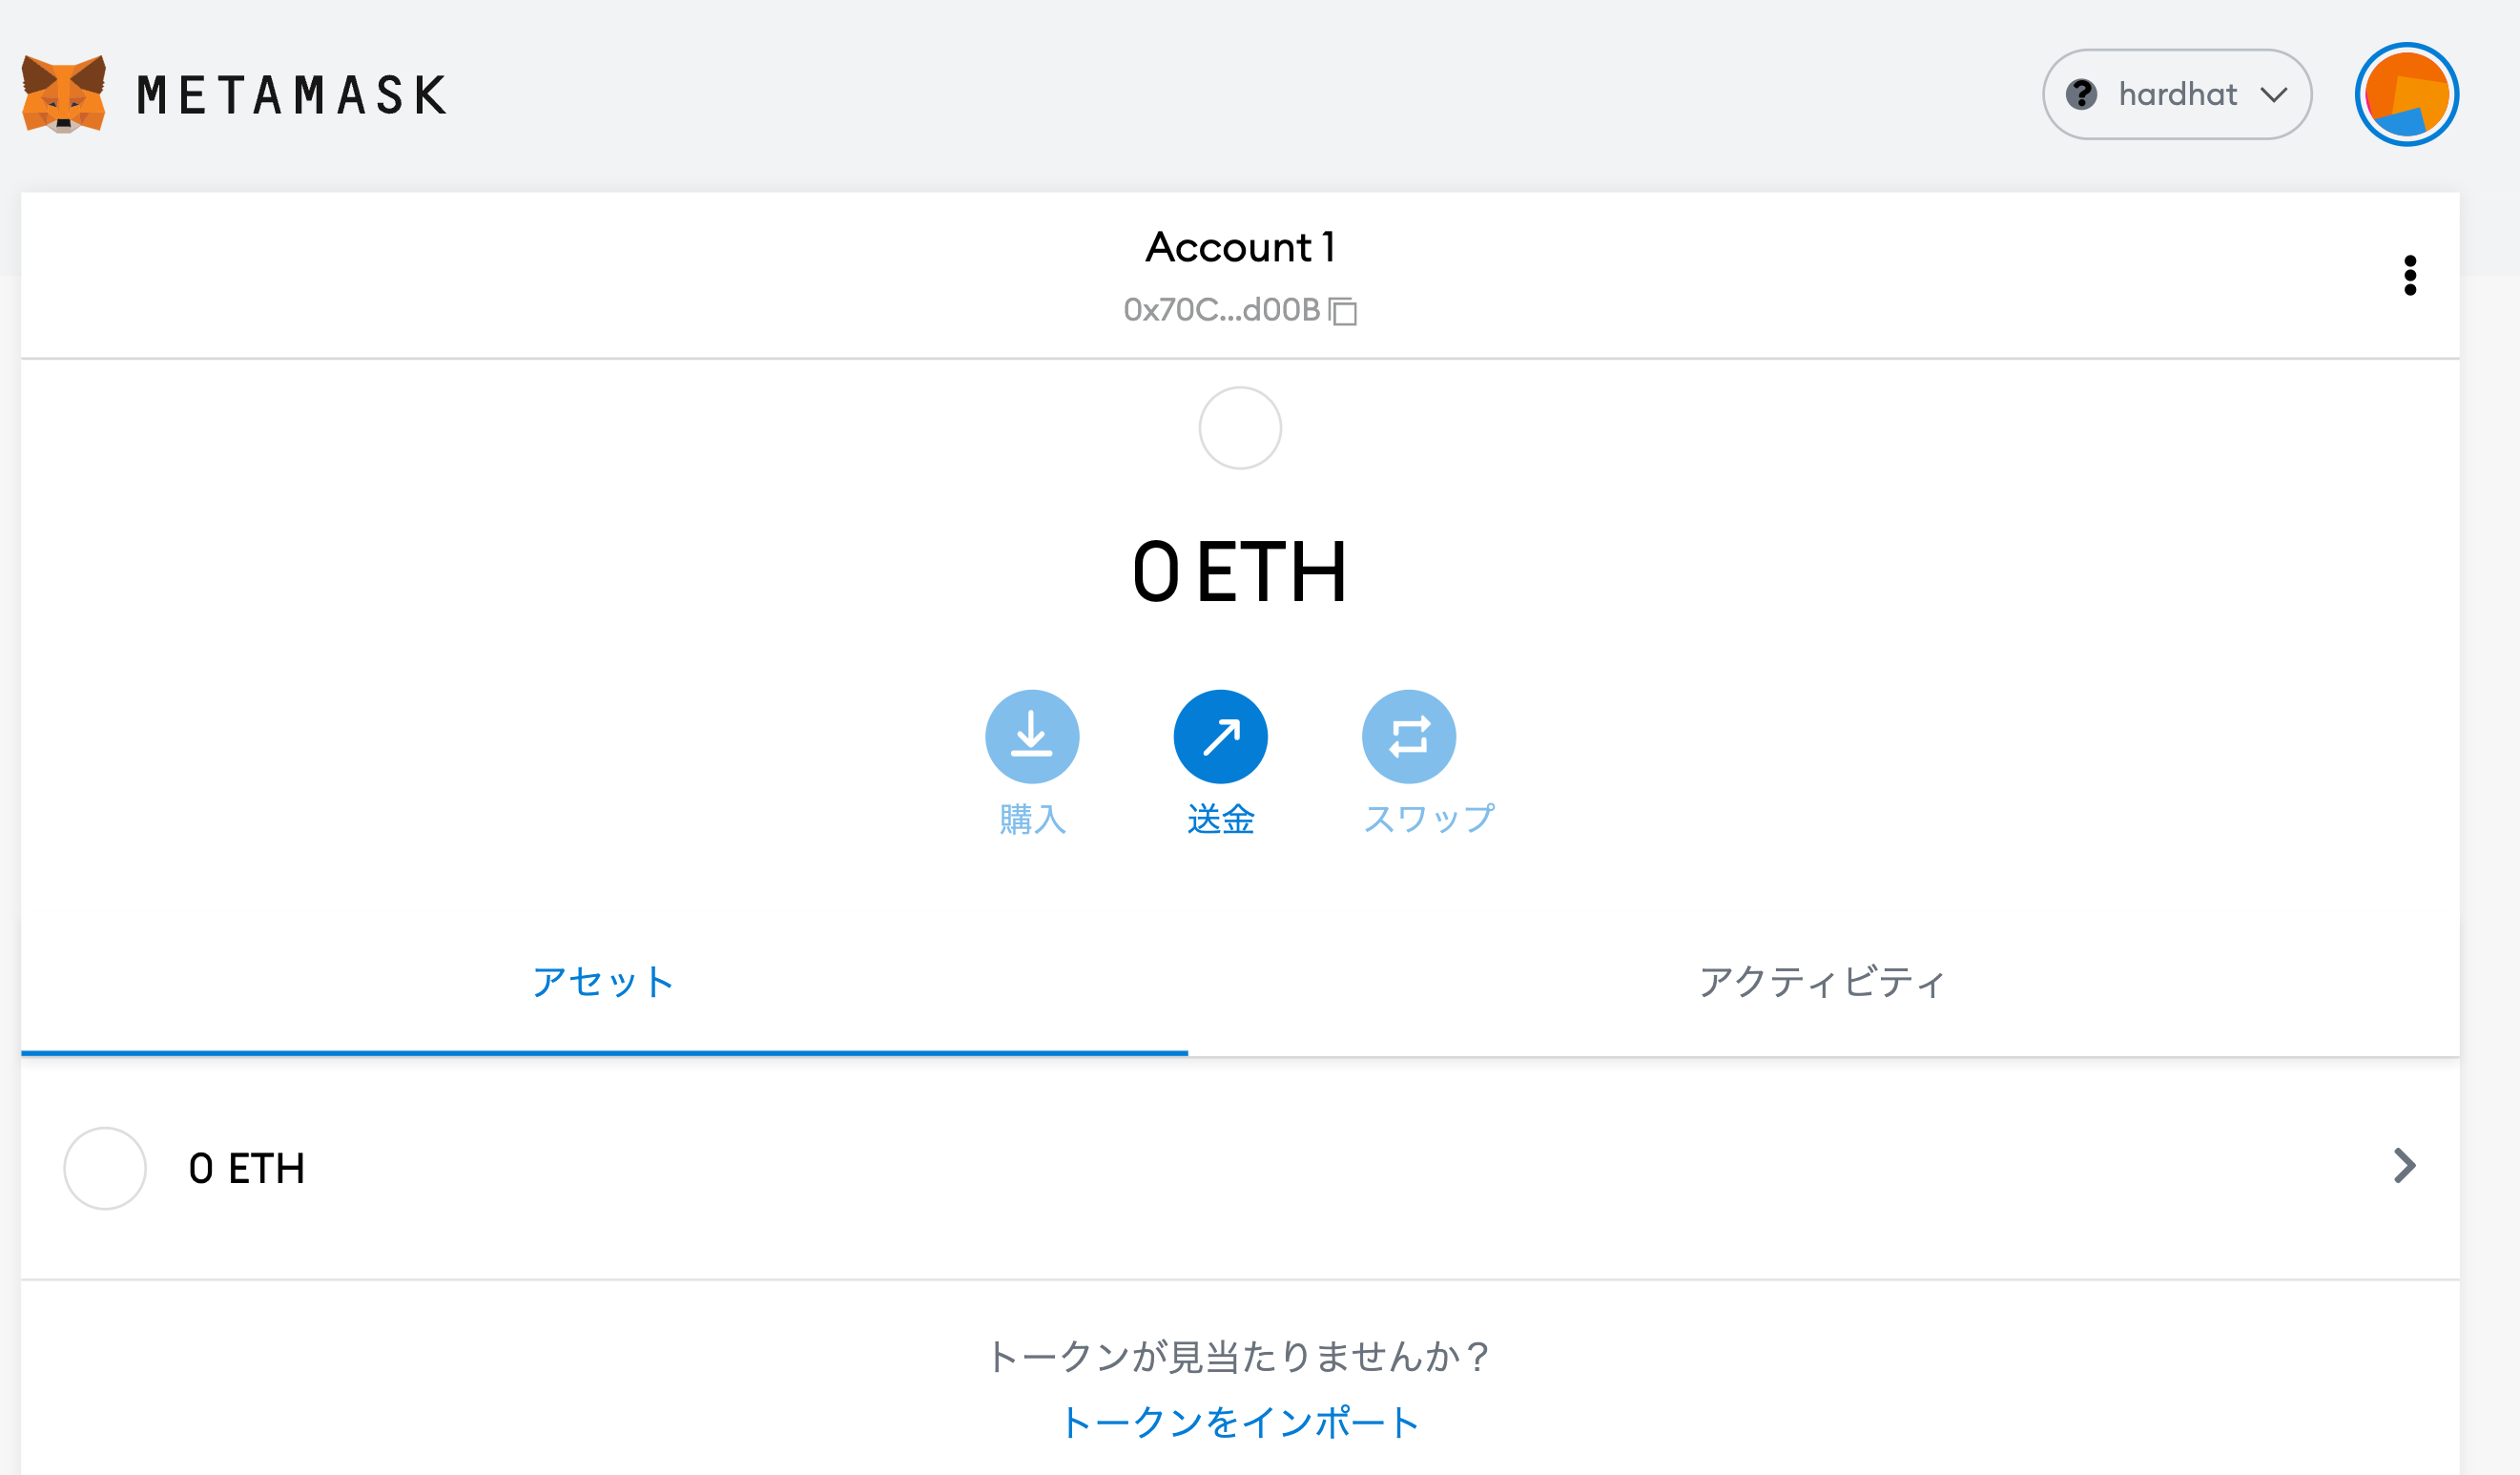 METAMASK
hardhat
Account 1
0x70C...d00B
0 ETH
購入
送金
スワップ
アセット
アクティビティ
0 ETH
トークンが見当たりませんか？
トークンをインポート